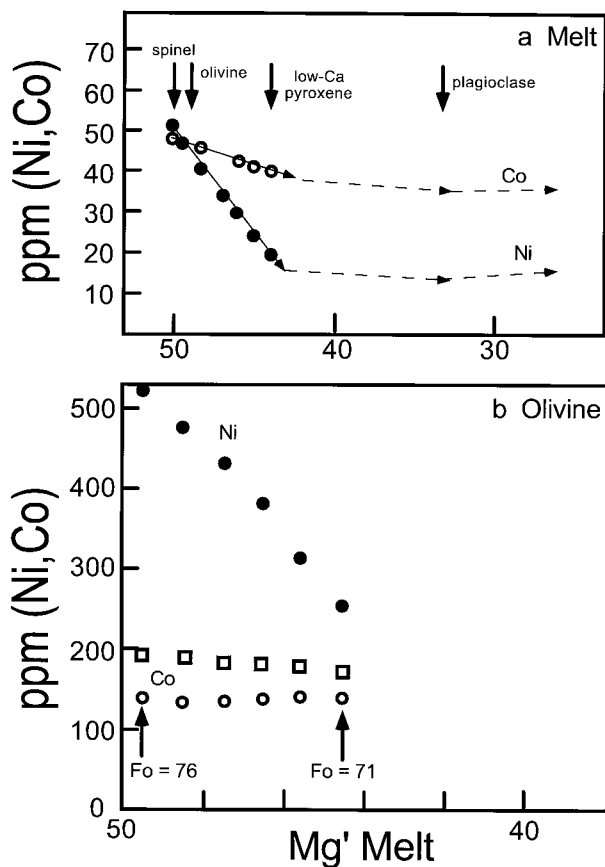 a Melt
spinel
olivine
low-Ca
pyroxene
plagioclase
80
70
60
50
40
30
20
10
ppm (Ni,Co)
Co
Ni
50
40
30
b Olivine
500
400
300
200
100
0
ppm (Ni,Co)
Ni
Co
Fo = 76
Fo = 71
50
40
Mg' Melt